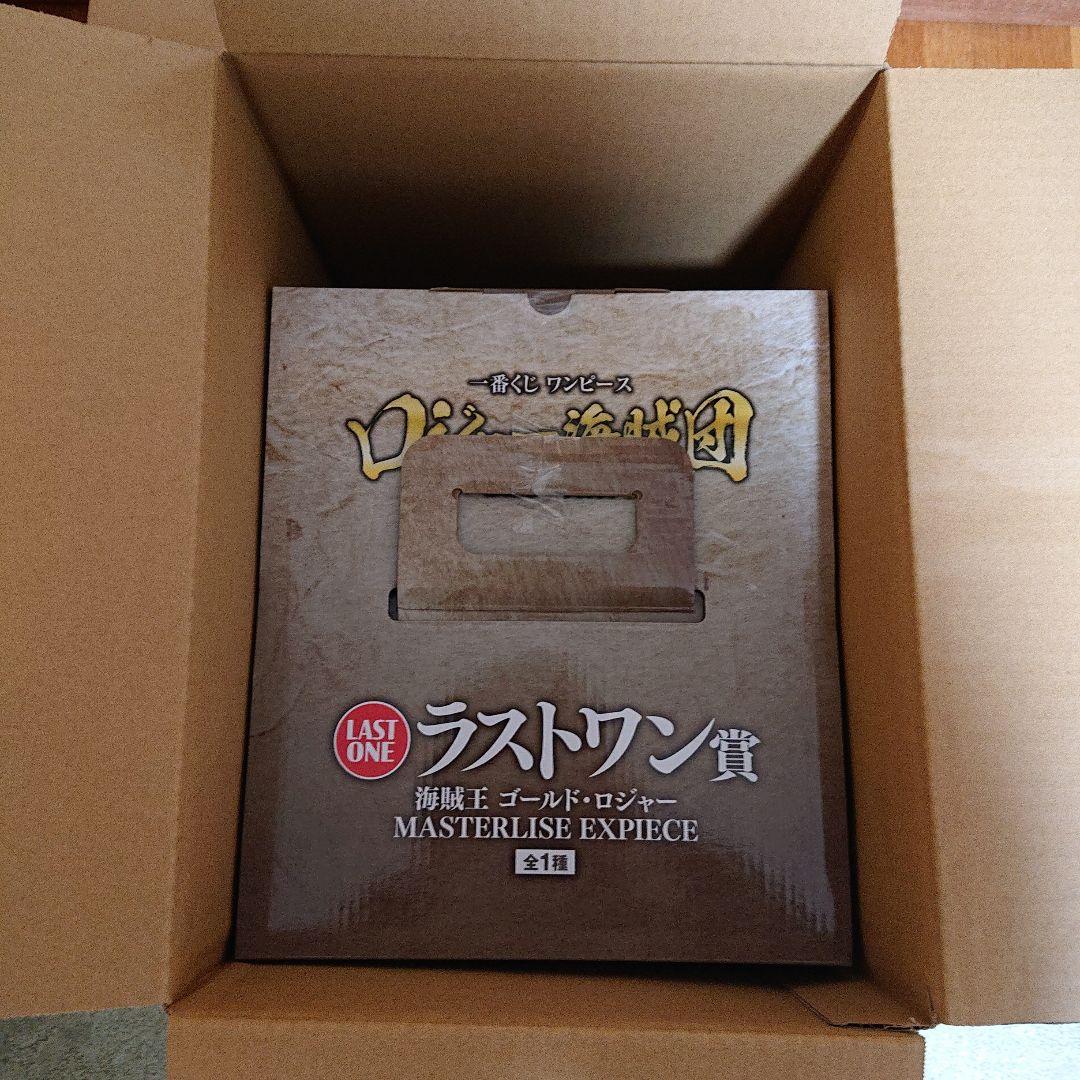 一番くじ ワンピース
ロジャー海賊団
LAST ONE
ラストワン賞
海賊王 ゴールド・ロジャー
MASTERLISE EXPIECE
全1種